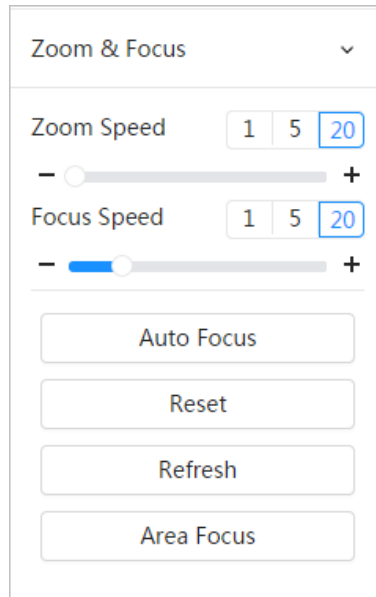 Zoom & Focus
Zoom Speed 1 5 20
− +
Focus Speed 1 5 20
− +
Auto Focus
Reset
Refresh
Area Focus